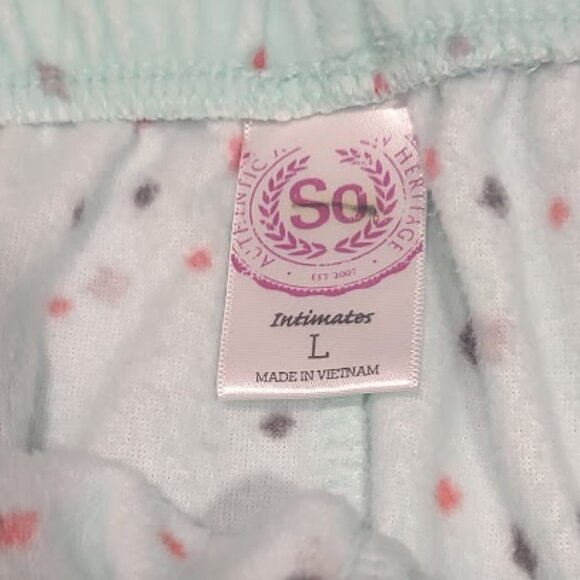 AUTHENTIC
HERITAGE
So
EST 2007
Intimates
L
MADE IN VIETNAM